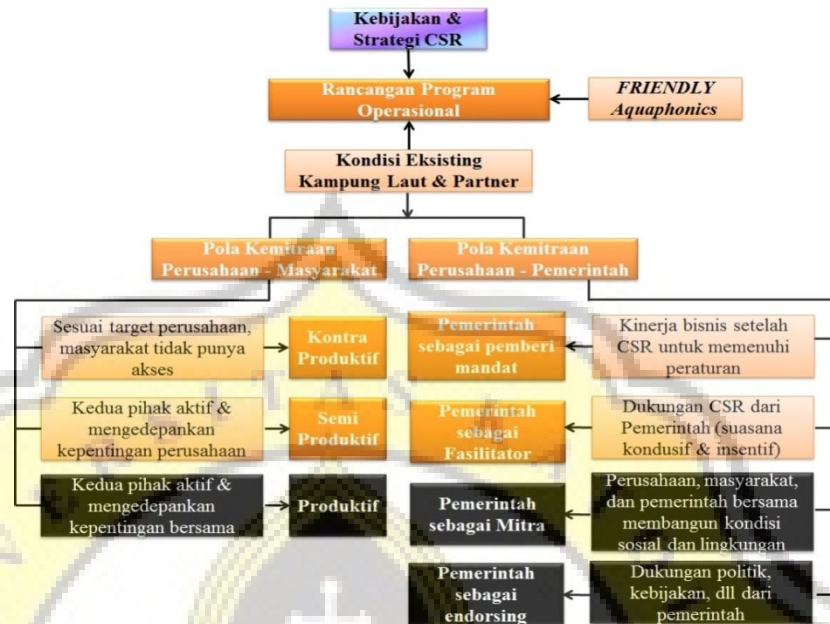 Kebijakan &
Strategi CSR
Rancangan Program
Operasional
FRIENDLY
Aquaphonics
Kondisi Eksisting
Kampung Laut & Partner
Pola Kemitraan
Perusahaan - Masyarakat
Pola Kemitraan
Perusahaan - Pemerintah
Sesuai target perusahaan,
masyarakat tidak punya
akses
Kontra
Produktif
Pemerintah
sebagai pemberi
mandat
Kinerja bisnis setelah
CSR untuk memenuhi
peraturan
Kedua pihak aktif &
mengedepankan
kepentingan perusahaan
Semi
Produktif
Pemerintah
sebagai
Fasilitator
Dukungan CSR dari
Pemerintah (suasana
kondusif & insentif)
Kedua pihak aktif &
mengedepankan
kepentingan bersama
Produktif
Pemerintah
sebagai Mitra
Perusahaan, masyarakat,
dan pemerintah bersama
membangun kondisi
sosial dan lingkungan
Pemerintah
sebagai
endorsing
Dukungan politik,
kebijakan, dll dari
pemerintah